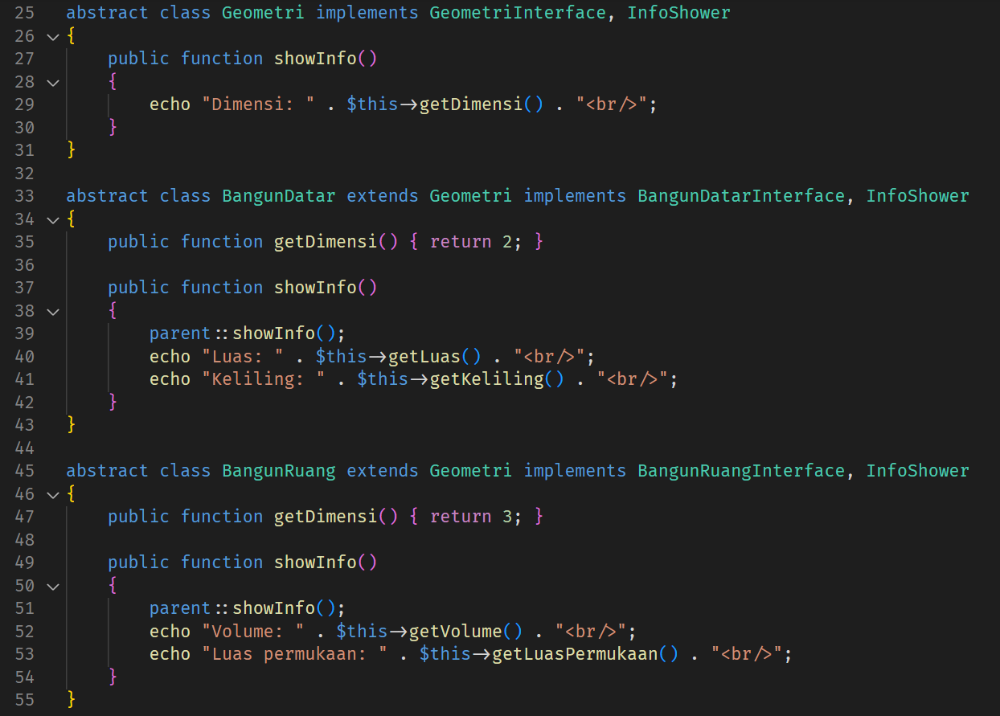 25 abstract class Geometri implements GeometriInterface, InfoShower
26 {
27     public function showInfo()
28     {
29         echo "Dimensi: " . $this->getDimensi() . "<br/>";
30     }
31 }
32
33 abstract class BangunDatar extends Geometri implements BangunDatarInterface, InfoShower
34 {
35     public function getDimensi() { return 2; }
36
37     public function showInfo()
38     {
39         parent::showInfo();
40         echo "Luas: " . $this->getLuas() . "<br/>";
41         echo "Keliling: " . $this->getKeliling() . "<br/>";
42     }
43 }
44
45 abstract class BangunRuang extends Geometri implements BangunRuangInterface, InfoShower
46 {
47     public function getDimensi() { return 3; }
48
49     public function showInfo()
50     {
51         parent::showInfo();
52         echo "Volume: " . $this->getVolume() . "<br/>";
53         echo "Luas permukaan: " . $this->getLuasPermukaan() . "<br/>";
54     }
55 }